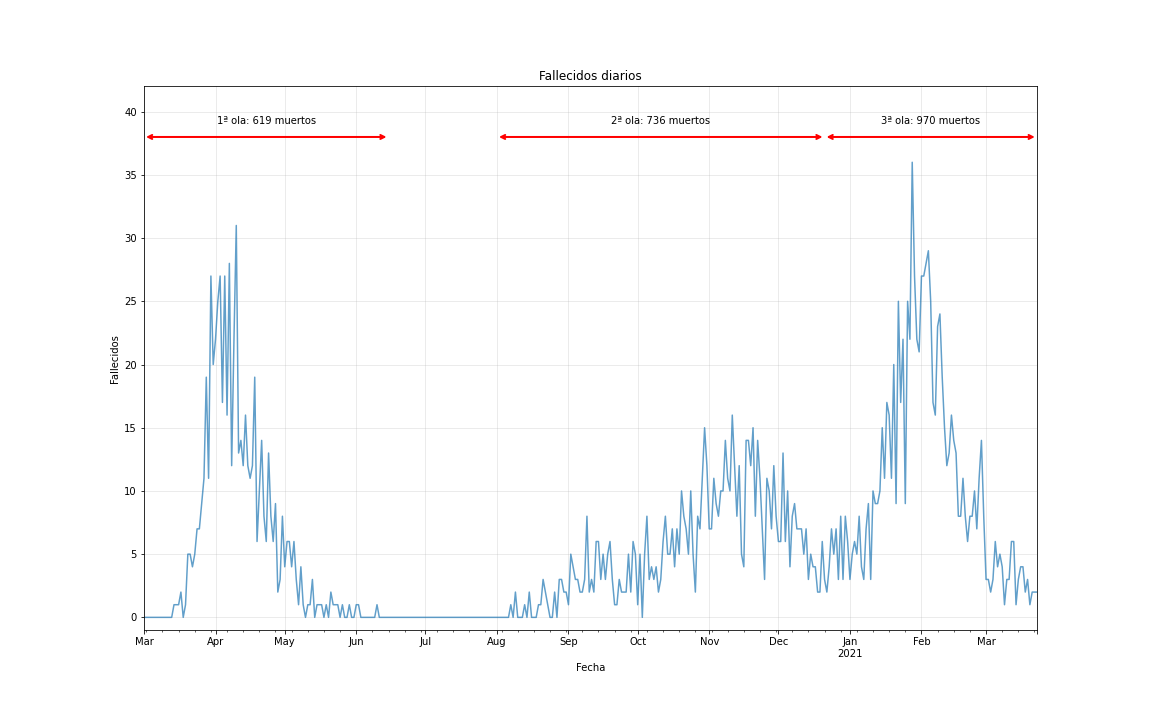 Fallecidos diarios
40
35
30
25
20
15
10
5
0
Fallecidos
1ª ola: 619 muertos
2ª ola: 736 muertos
3ª ola: 970 muertos
Mar Apr May Jun Jul Aug Sep Oct Nov Dec Jan Feb Mar
2021
Fecha